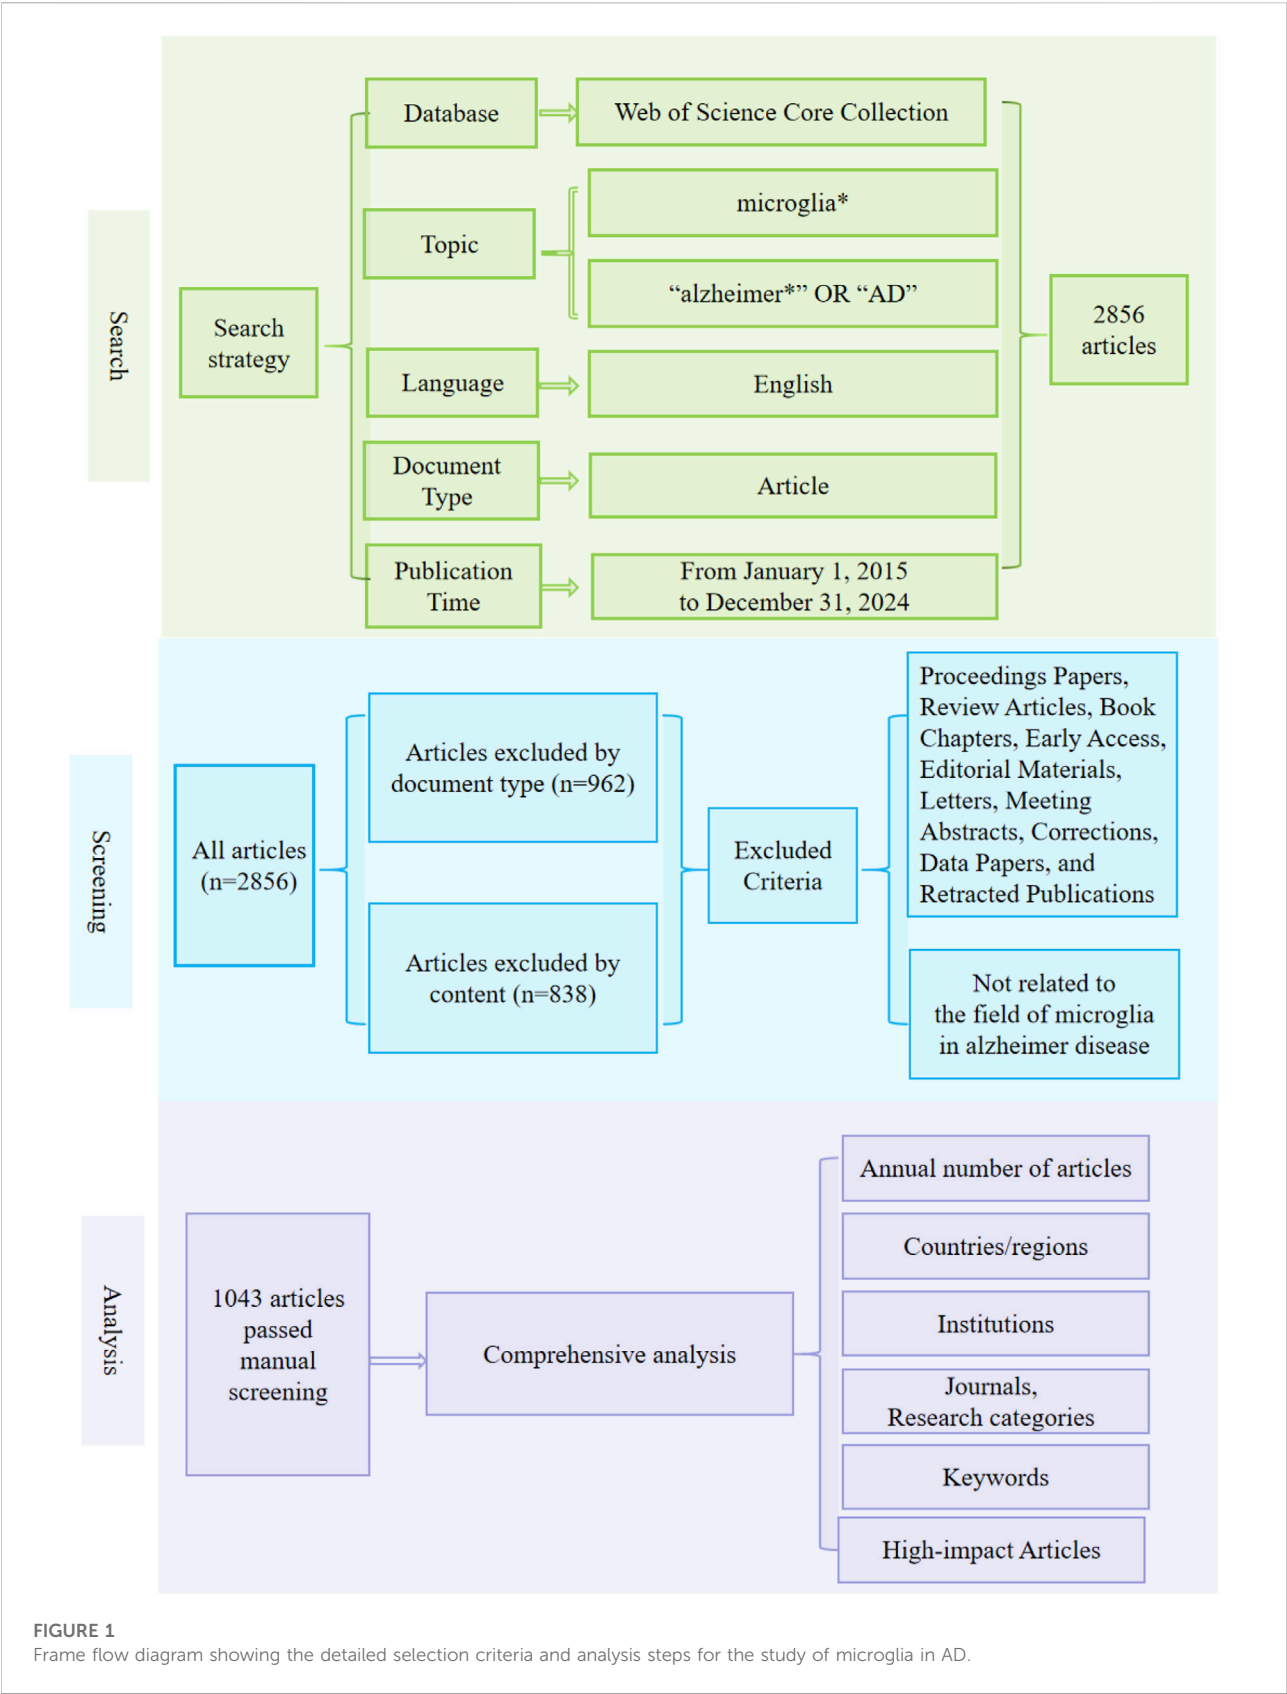 Search
Search
strategy
Database
Web of Science Core Collection
Topic
microglia*
“alzheimer*” OR “AD”
Language
English
Document
Type
Article
Publication
Time
From January 1, 2015
to December 31, 2024
2856
articles
Screening
All articles
(n=2856)
Articles excluded by
document type (n=962)
Articles excluded by
content (n=838)
Excluded
Criteria
Proceedings Papers,
Review Articles, Book
Chapters, Early Access,
Editorial Materials,
Letters, Meeting
Abstracts, Corrections,
Data Papers, and
Retracted Publications
Not related to
the field of microglia
in alzheimer disease
Analysis
1043 articles
passed
manual
screening
Comprehensive analysis
Annual number of articles
Countries/regions
Institutions
Journals,
Research categories
Keywords
High-impact Articles
FIGURE 1
Frame flow diagram showing the detailed selection criteria and analysis steps for the study of microglia in AD.